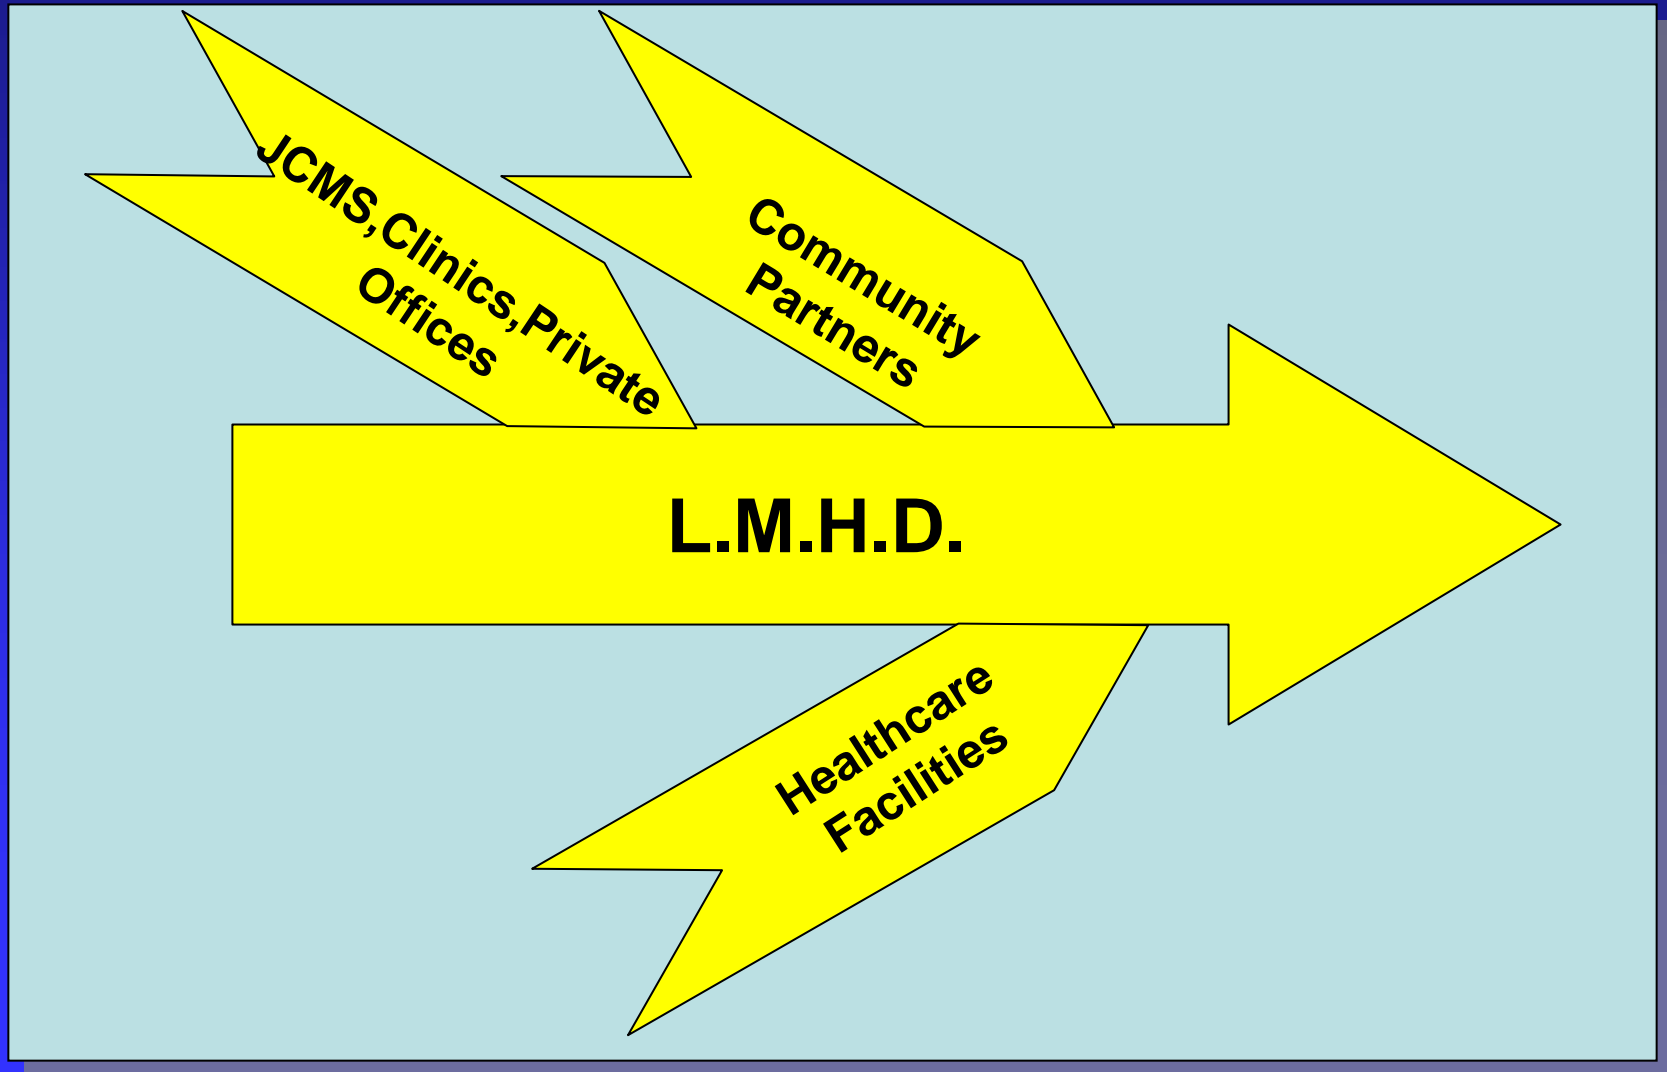 JCMS,Clinics,Private
Offices
Community
Partners
L.M.H.D.
Healthcare
Facilities